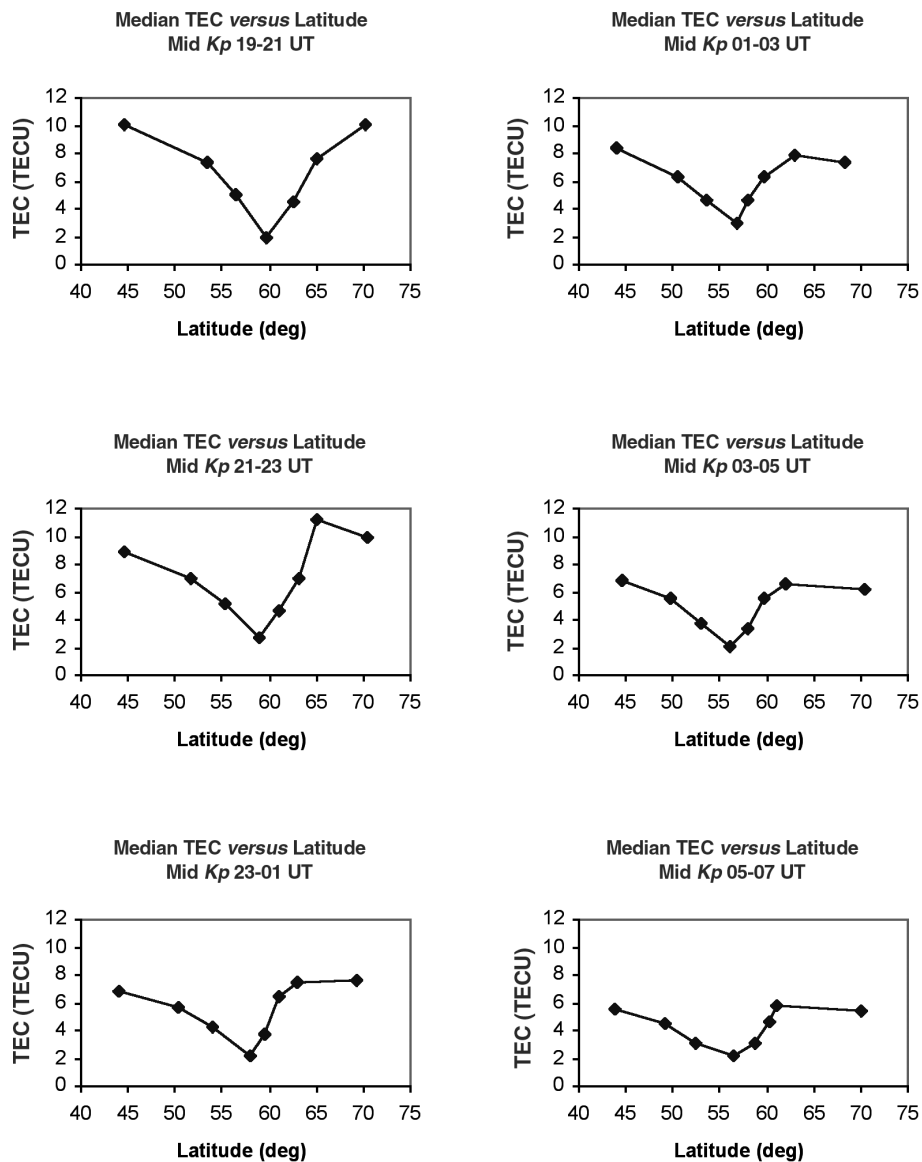 Median TEC versus Latitude
Mid Kp 19-21 UT
12
10
8
6
4
2
0
TEC (TECU)
40 45 50 55 60 65 70 75
Latitude (deg)
Median TEC versus Latitude
Mid Kp 01-03 UT
12
10
8
6
4
2
0
TEC (TECU)
40 45 50 55 60 65 70 75
Latitude (deg)
Median TEC versus Latitude
Mid Kp 21-23 UT
12
10
8
6
4
2
0
TEC (TECU)
40 45 50 55 60 65 70 75
Latitude (deg)
Median TEC versus Latitude
Mid Kp 03-05 UT
12
10
8
6
4
2
0
TEC (TECU)
40 45 50 55 60 65 70 75
Latitude (deg)
Median TEC versus Latitude
Mid Kp 23-01 UT
12
10
8
6
4
2
0
TEC (TECU)
40 45 50 55 60 65 70 75
Latitude (deg)
Median TEC versus Latitude
Mid Kp 05-07 UT
12
10
8
6
4
2
0
TEC (TECU)
40 45 50 55 60 65 70 75
Latitude (deg)